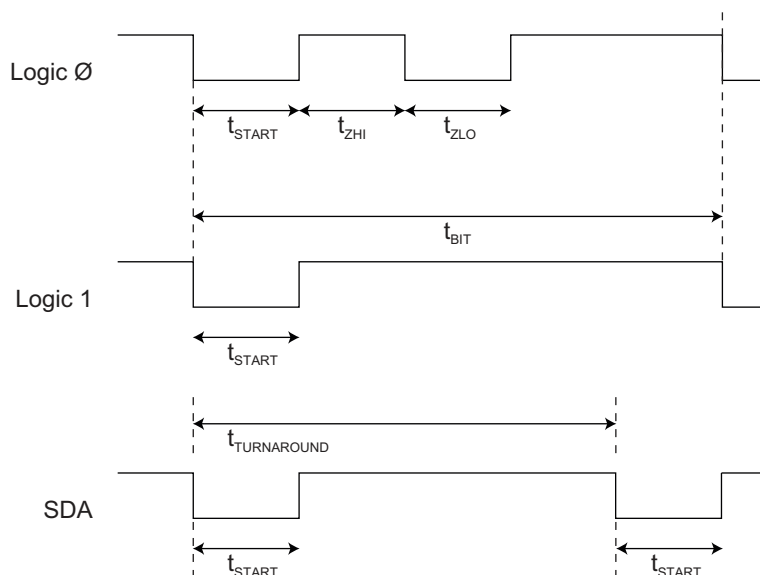 Logic Ø
tSTART tZHI tZLO
tBIT
Logic 1
tSTART
tTURNAROUND
SDA
tSTART tSTART